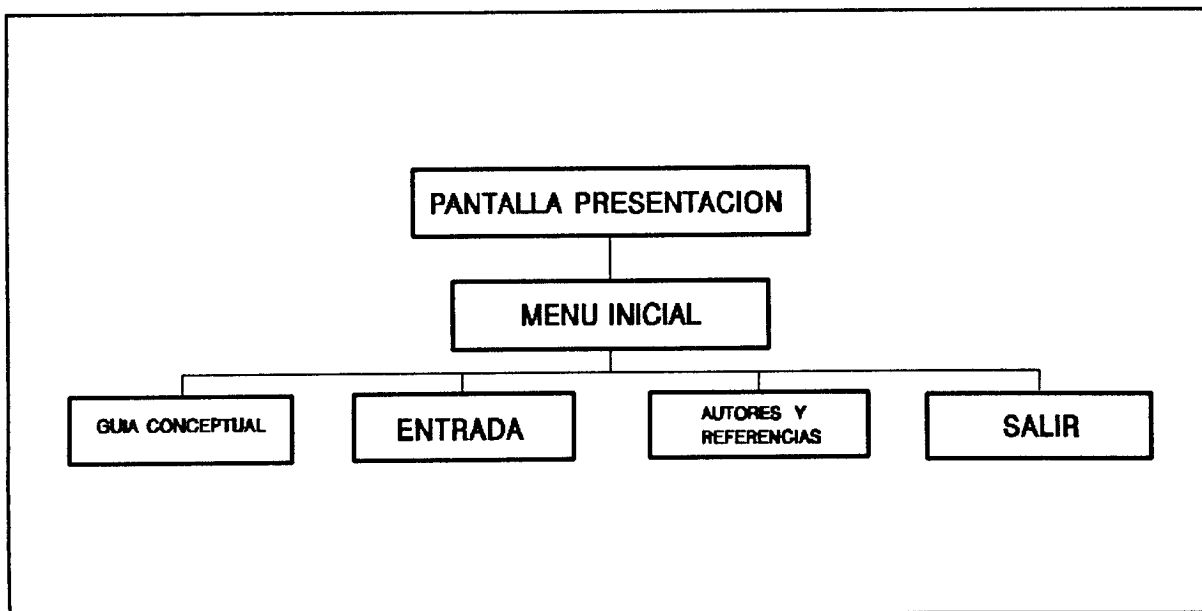 PANTALLA PRESENTACION
MENU INICIAL
GUIA CONCEPTUAL
ENTRADA
AUTORES Y
REFERENCIAS
SALIR